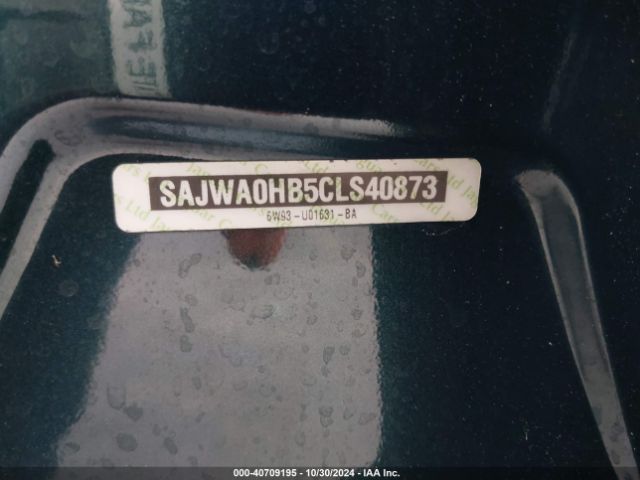 SAJWA0HB5CLS40873
6W93-U01631-BA
000-40709195 - 10/30/2024 - IAA Inc.